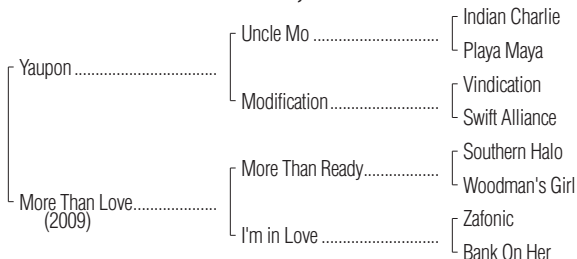 Indian Charlie
Uncle Mo ..............................
Playa Maya
Yaupon ..................................
Vindication
Modification..........................
Swift Alliance
Southern Halo
More Than Ready..................
Woodman's Girl
More Than Love....................
(2009)
Zafonic
I'm in Love ............................
Bank On Her